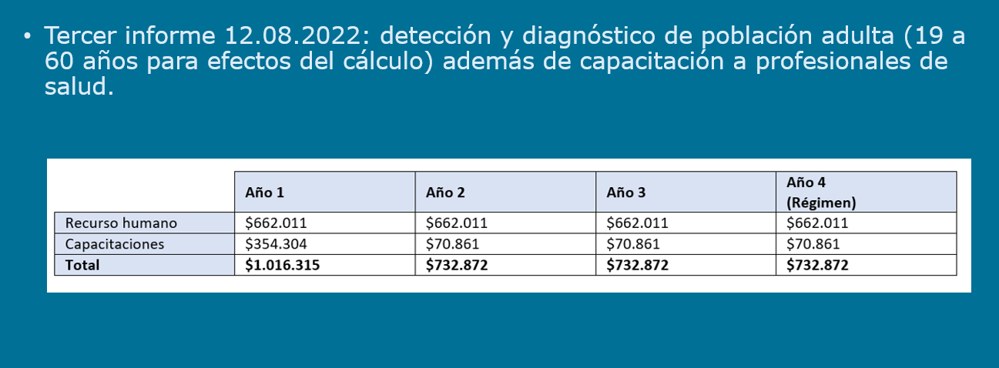 • Tercer informe 12.08.2022: detección y diagnóstico de población adulta (19 a
60 años para efectos del cálculo) además de capacitación a profesionales de
salud.
Año 1 Año 2 Año 3 Año 4
(Régimen)
Recurso humano $662.011 $662.011 $662.011 $662.011
Capacitaciones $354.304 $70.861 $70.861 $70.861
Total $1.016.315 $732.872 $732.872 $732.872